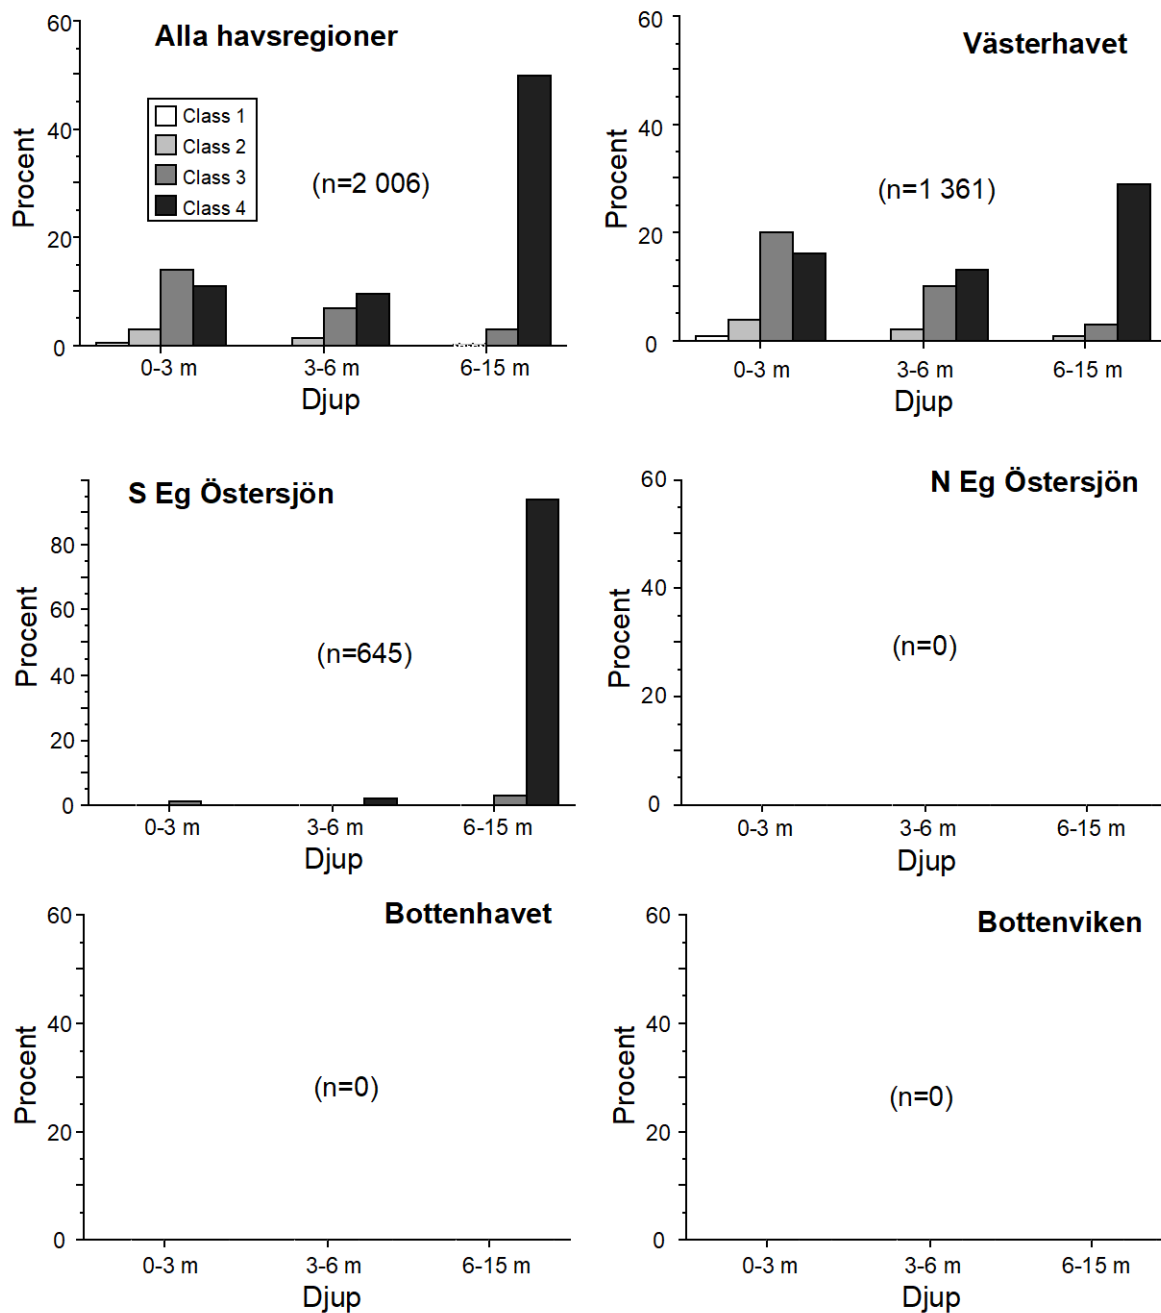 Alla havsregioner
Procent
60
40
20
0
Class 1
Class 2
Class 3
Class 4
(n=2 006)
0-3 m
3-6 m
6-15 m
Djup
Västerhavet
Procent
60
40
20
0
(n=1 361)
0-3 m
3-6 m
6-15 m
Djup
S Eg Östersjön
Procent
80
60
40
20
0
(n=645)
0-3 m
3-6 m
6-15 m
Djup
N Eg Östersjön
Procent
60
40
20
0
(n=0)
0-3 m
3-6 m
6-15 m
Djup
Bottenhavet
Procent
60
40
20
0
(n=0)
0-3 m
3-6 m
6-15 m
Djup
Bottenviken
Procent
60
40
20
0
(n=0)
0-3 m
3-6 m
6-15 m
Djup